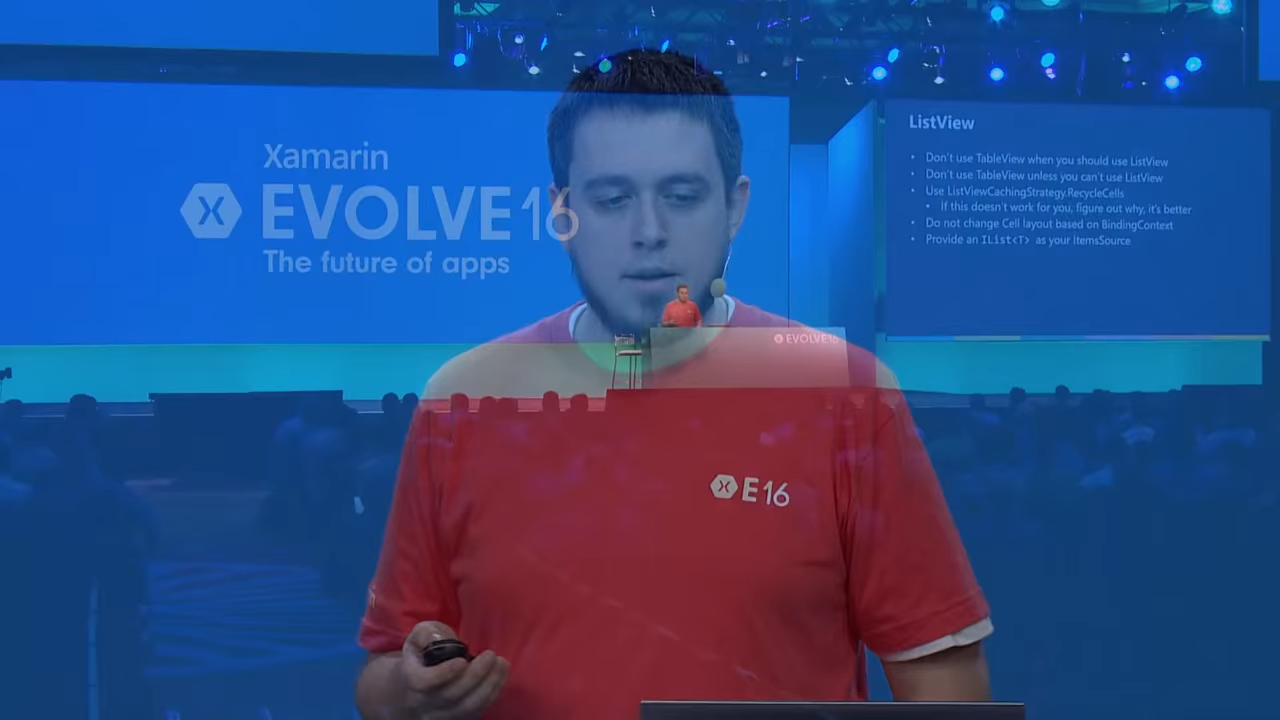 Xamarin
EVOLVE16
The future of apps
ListView
• Don't use TableView when you should use ListView
• Don't use TableView unless you can't use ListView
• Use ListViewCachingStrategy.RecycleCells
• If this doesn't work for you, figure out why, it's better
• Do not change Cell layout based on BindingContext
• Provide an IList<T> as your ItemsSource
EVOLVE16
E16